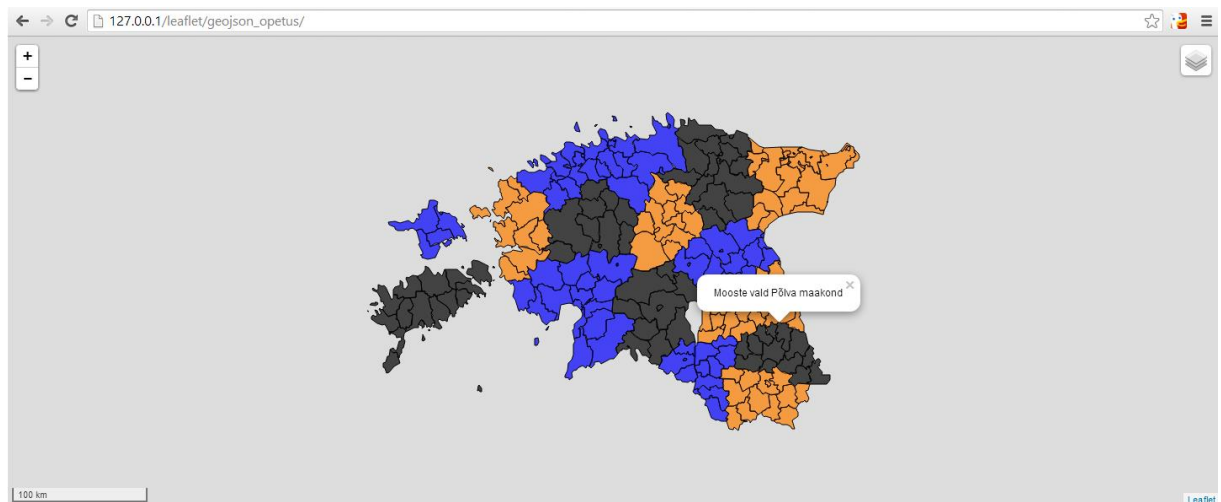 127.0.0.1/leaflet/geojson_opetus/
+
−
Mooste vald Põlva maakond
×
100 km
Leaflet